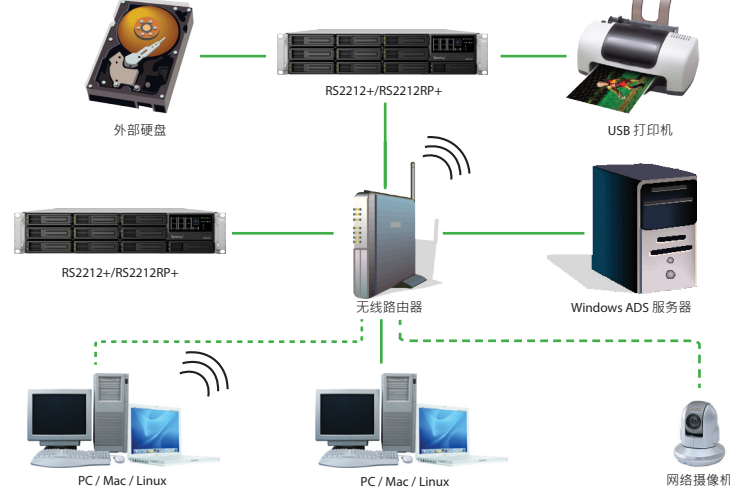 RS2212+/RS2212RP+
外部硬盘
USB 打印机
RS2212+/RS2212RP+
无线路由器
Windows ADS 服务器
PC / Mac / Linux
PC / Mac / Linux
网络摄像机